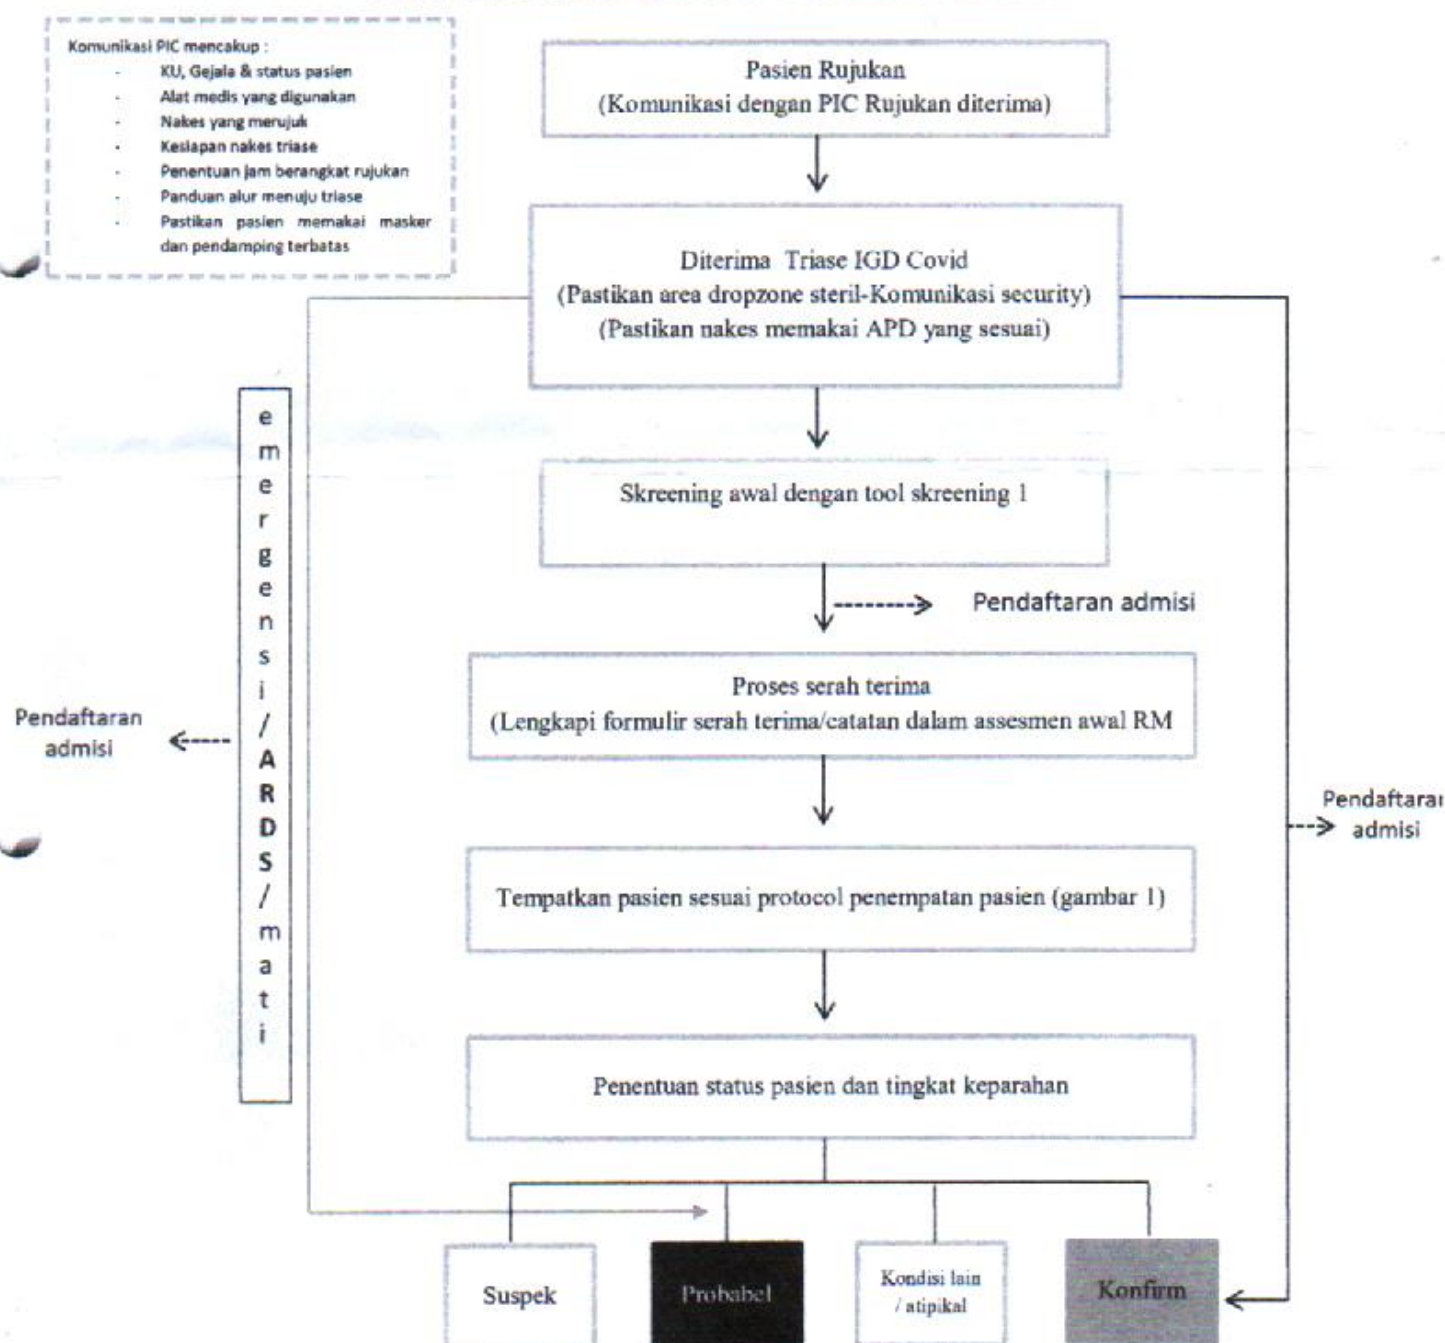 Komunikasi PIC mencakup :
- KU, Gejala & status pasien
- Alat medis yang digunakan
- Nakes yang merujuk
- Kesiapan nakes triase
- Penentuan jam berangkat rujukan
- Panduan alur menuju triase
- Pastikan pasien memakai masker
dan pendamping terbatas
Pasien Rujukan
(Komunikasi dengan PIC Rujukan diterima)
Diterima Triase IGD Covid
(Pastikan area dropzone steril-Komunikasi security)
(Pastikan nakes memakai APD yang sesuai)
emergensi/ARDS/mati
Skreening awal dengan tool skreening 1
Pendaftaran admisi
Proses serah terima
(Lengkapi formulir serah terima/catatan dalam assesmen awal RM
Pendaftaran
admisi
Pendaftaran
admisi
Tempatkan pasien sesuai protocol penempatan pasien (gambar 1)
Penentuan status pasien dan tingkat keparahan
Suspek
Probabel
Kondisi lain
/ atipikal
Konfirm